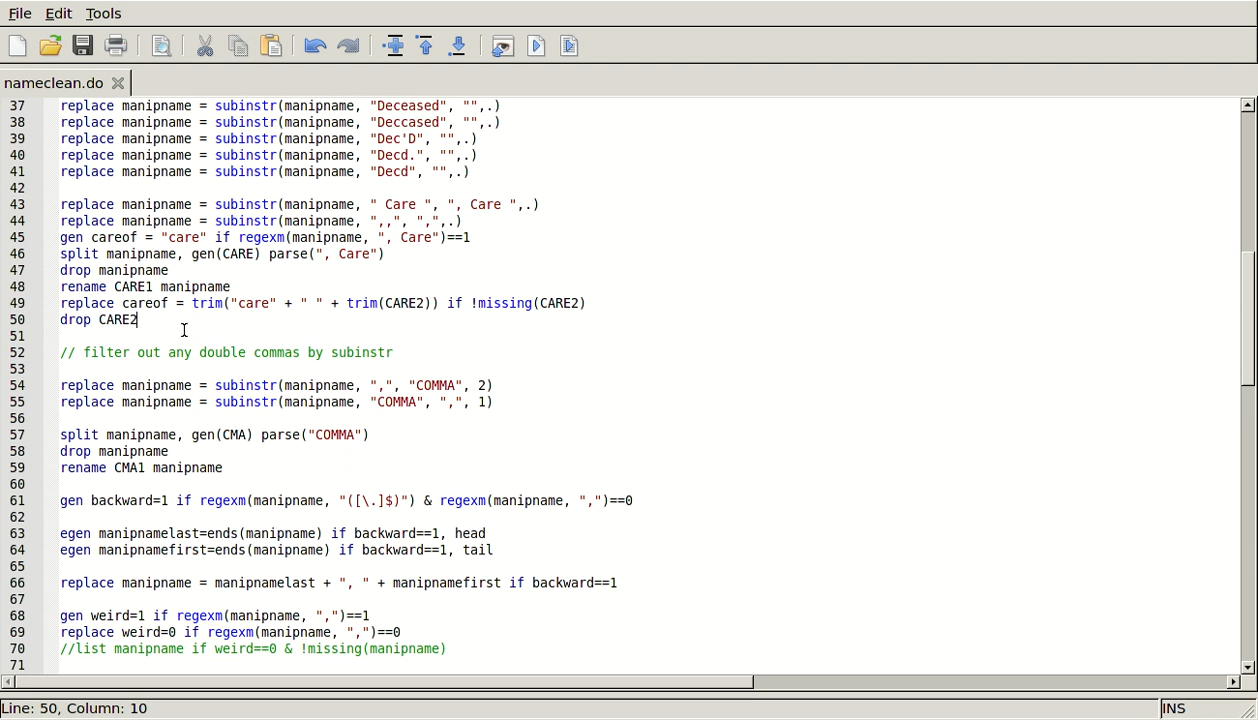 File Edit Tools
nameclean.do
37 replace manipname = subinstr(manipname, "Deceased", "",.)
38 replace manipname = subinstr(manipname, "Deccased", "",.)
39 replace manipname = subinstr(manipname, "Dec'D", "",.)
40 replace manipname = subinstr(manipname, "Decd.", "",.)
41 replace manipname = subinstr(manipname, "Decd", "",.)
42
43 replace manipname = subinstr(manipname, " Care ", ", Care ",.)
44 replace manipname = subinstr(manipname, ",,", ",",.)
45 gen careof = "care" if regexm(manipname, ", Care")==1
46 split manipname, gen(CARE) parse(", Care")
47 drop manipname
48 rename CARE1 manipname
49 replace careof = trim("care" + " " + trim(CARE2)) if !missing(CARE2)
50 drop CARE2
51
52 // filter out any double commas by subinstr
53
54 replace manipname = subinstr(manipname, ",", "COMMA", 2)
55 replace manipname = subinstr(manipname, "COMMA", ",", 1)
56
57 split manipname, gen(CMA) parse("COMMA")
58 drop manipname
59 rename CMA1 manipname
60
61 gen backward=1 if regexm(manipname, "([\.]$)") & regexm(manipname, ",")==0
62
63 egen manipnamelast=ends(manipname) if backward==1, head
64 egen manipnamefirst=ends(manipname) if backward==1, tail
65
66 replace manipname = manipnamelast + ", " + manipnamefirst if backward==1
67
68 gen weird=1 if regexm(manipname, ",")==1
69 replace weird=0 if regexm(manipname, ",")==0
70 //list manipname if weird==0 & !missing(manipname)
71
Line: 50, Column: 10 INS